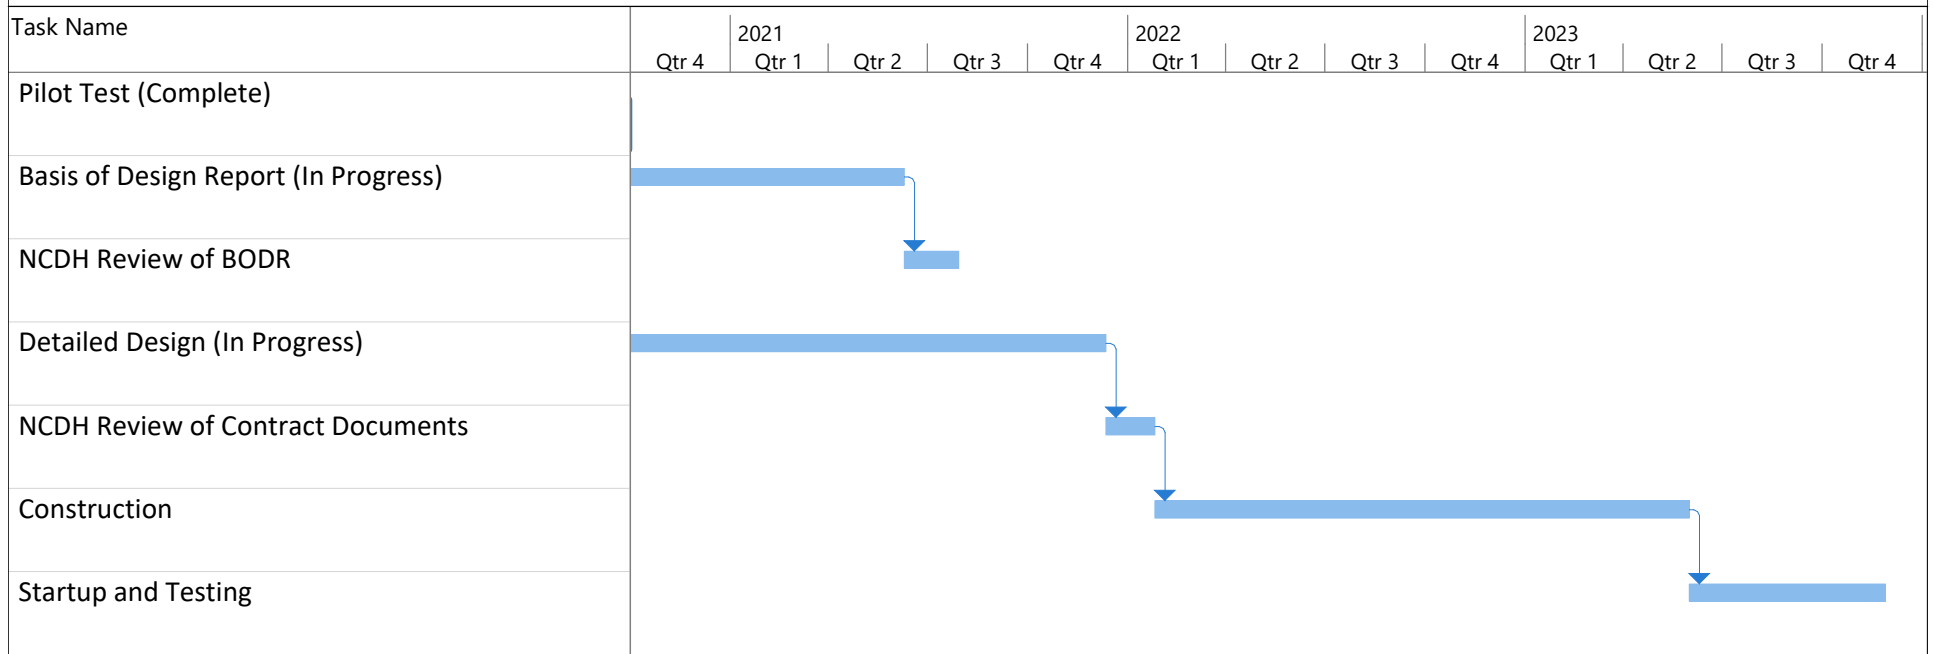 Task Name
2021 2022 2023
Qtr 4 Qtr 1 Qtr 2 Qtr 3 Qtr 4 Qtr 1 Qtr 2 Qtr 3 Qtr 4 Qtr 1 Qtr 2 Qtr 3 Qtr 4
Pilot Test (Complete)
Basis of Design Report (In Progress)
NCDH Review of BODR
Detailed Design (In Progress)
NCDH Review of Contract Documents
Construction
Startup and Testing